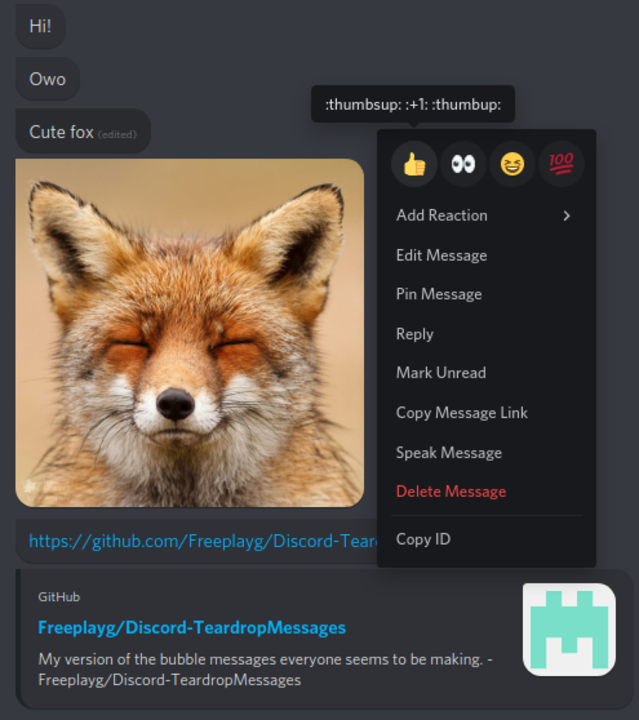 Hi!
Owo
Cute fox (edited)
:thumbsup: :+1: :thumbup:
100
Add Reaction
Edit Message
Pin Message
Reply
Mark Unread
Copy Message Link
Speak Message
Delete Message
Copy ID
https://github.com/Freeplayg/Discord-Tear
GitHub
Freeplayg/Discord-TeardropMessages
My version of the bubble messages everyone seems to be making. -
Freeplayg/Discord-TeardropMessages